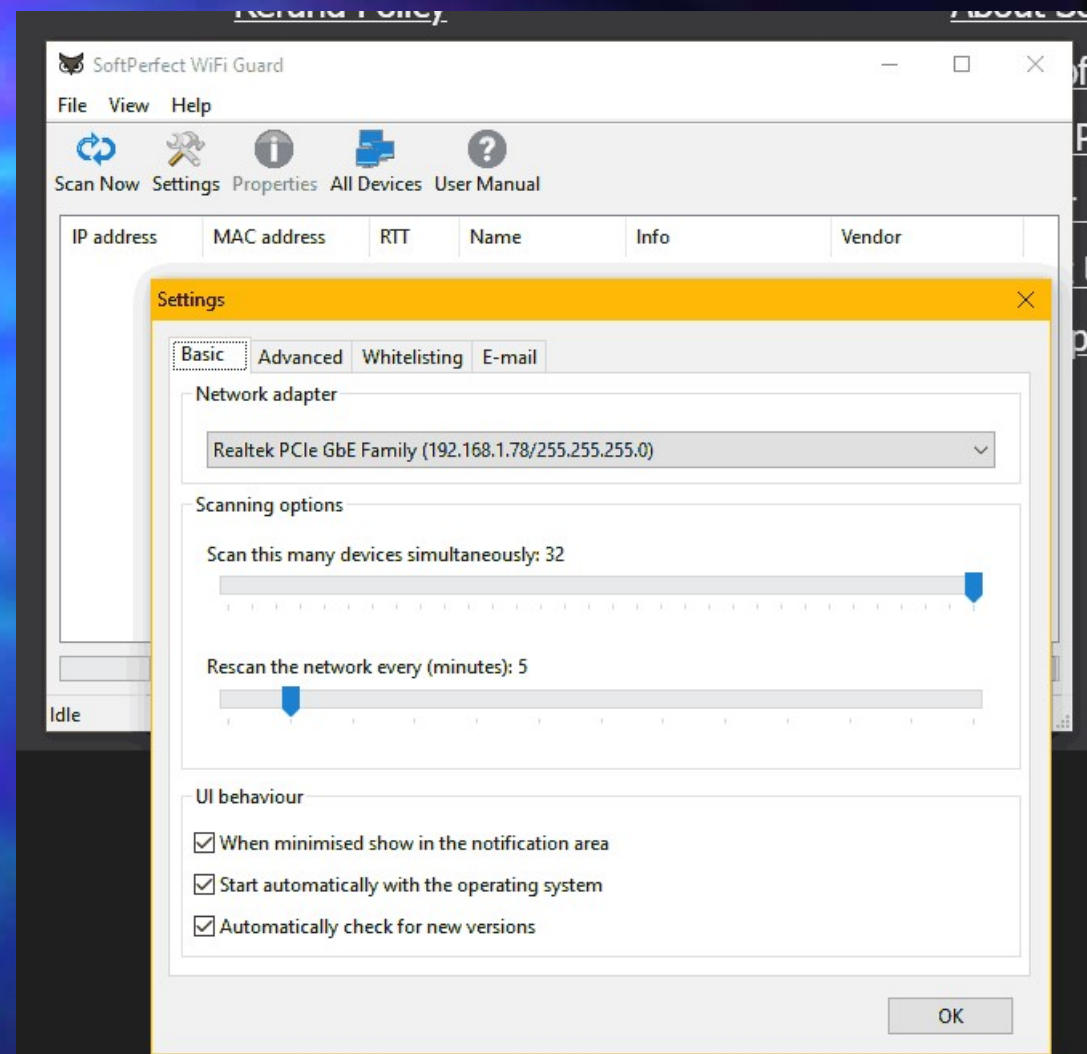 Refund Policy
About
SoftPerfect WiFi Guard
File View Help
Scan Now Settings Properties All Devices User Manual
IP address MAC address RTT Name Info Vendor
Settings
Basic Advanced Whitelisting E-mail
Network adapter
Realtek PCIe GbE Family (192.168.1.78/255.255.255.0)
Scanning options
Scan this many devices simultaneously: 32
Rescan the network every (minutes): 5
Idle
UI behaviour
When minimised show in the notification area
Start automatically with the operating system
Automatically check for new versions
OK